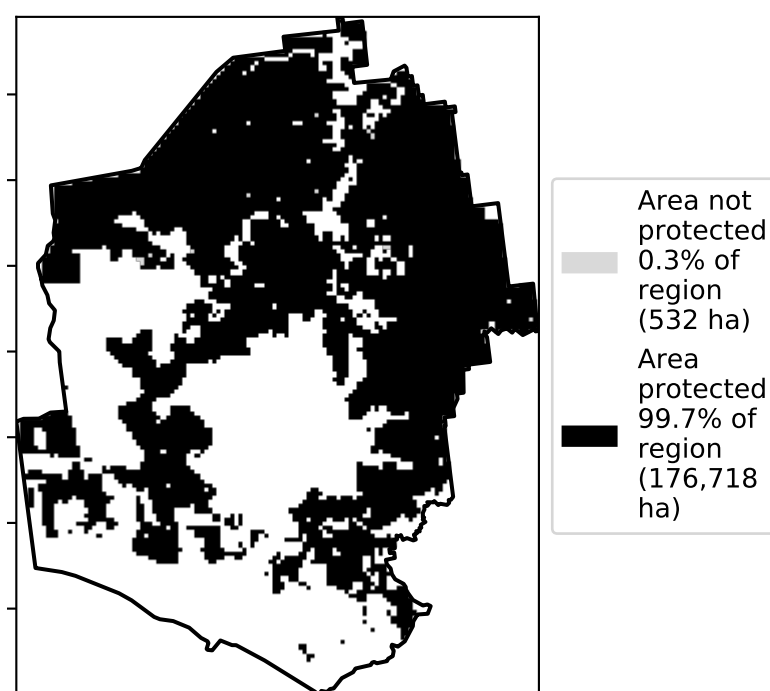 Area not
protected
0.3% of
region
(532 ha)
Area
protected
99.7% of
region
(176,718
ha)